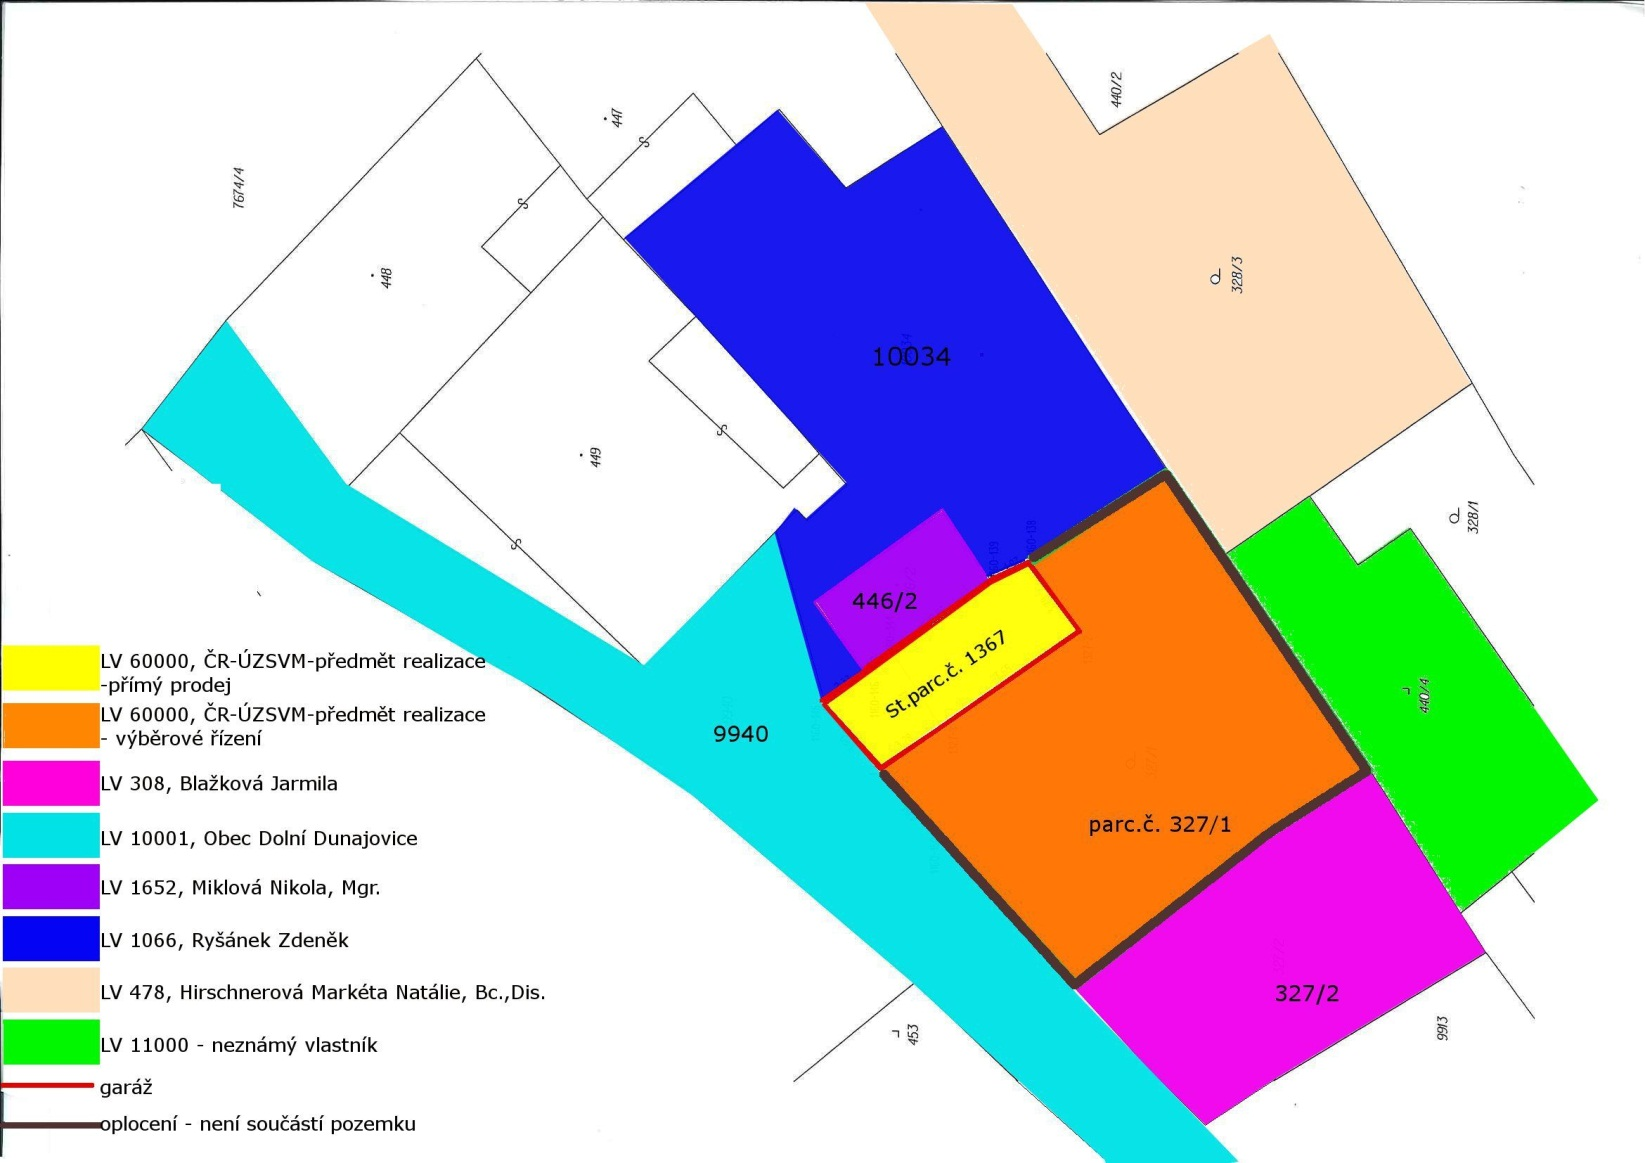 440/2
447
7674/4
448
328/3
10034
449
328/1
446/2
St.parc.č. 1367
440/4
9940
parc.č. 327/1
327/2
453
99/3
LV 60000, ČR-ÚZSVM-předmět realizace
-přímý prodej
LV 60000, ČR-ÚZSVM-předmět realizace
- výběrové řízení
LV 308, Blažková Jarmila
LV 10001, Obec Dolní Dunajovice
LV 1652, Miklová Nikola, Mgr.
LV 1066, Ryšánek Zdeněk
LV 478, Hirschnerová Markéta Natálie, Bc.,Dis.
LV 11000 - neznámý vlastník
garáž
oplocení - není součástí pozemku